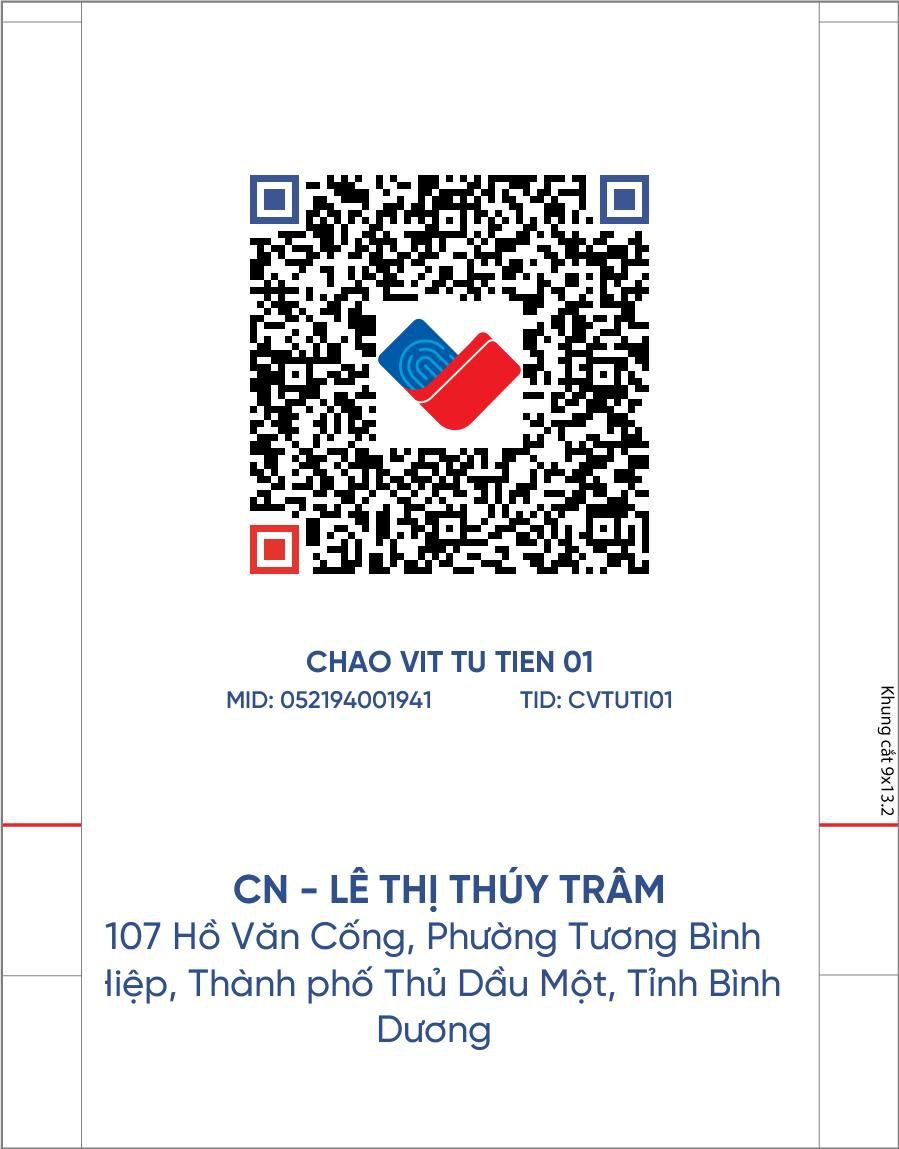 CHAO VIT TU TIEN 01
MID: 052194001941 TID: CVTUTI01
Khung cắt 9x13.2
CN - LÊ THỊ THÚY TRÂM
107 Hồ Văn Cống, Phường Tương Bình
Hiệp, Thành phố Thủ Dầu Một, Tỉnh Bình
Dương